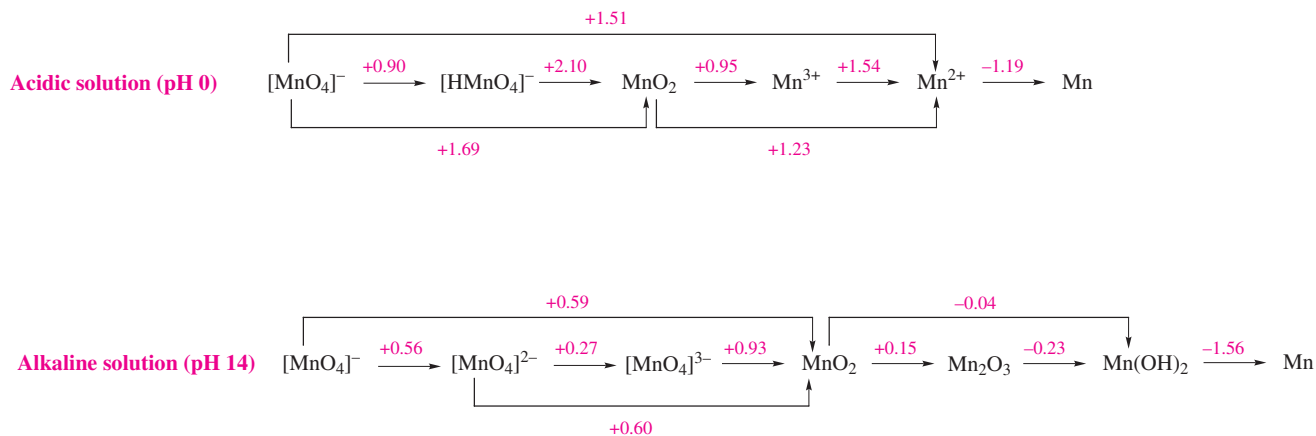 +1.51
Acidic solution (pH 0) [MnO₄]⁻ +0.90 [HMnO₄]⁻ +2.10 MnO₂ +0.95 Mn³⁺ +1.54 Mn²⁺ –1.19 Mn
+1.69 +1.23
+0.59 –0.04
Alkaline solution (pH 14) [MnO₄]⁻ +0.56 [MnO₄]²⁻ +0.27 [MnO₄]³⁻ +0.93 MnO₂ +0.15 Mn₂O₃ –0.23 Mn(OH)₂ –1.56 Mn
+0.60